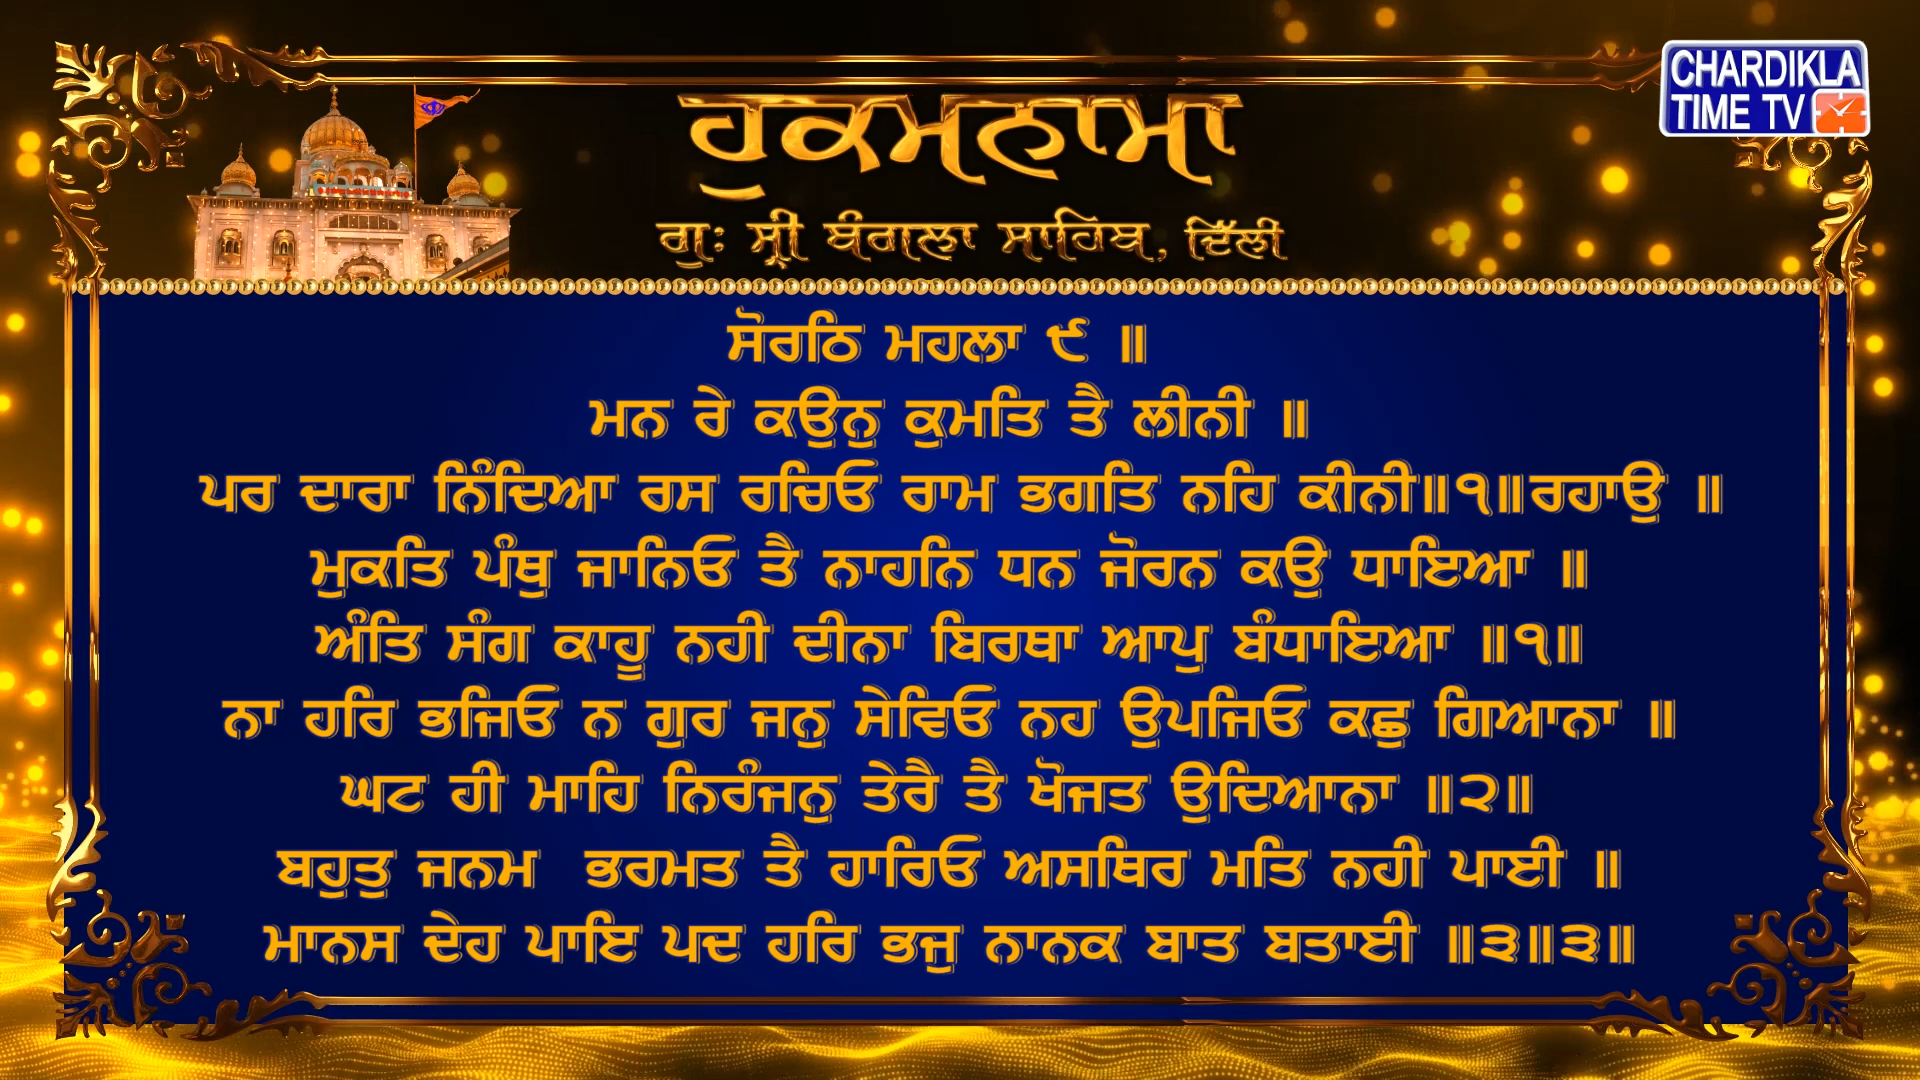 CHARDIKLA
TIME TV
ਹੁਕਮਨਾਮਾ
ਗੁਃ ਸ੍ਰੀ ਬੰਗਲਾ ਸਾਹਿਬ, ਦਿੱਲੀ
ਸੋਰਠਿ ਮਹਲਾ ੯ ॥
ਮਨ ਰੇ ਕਉਨੁ ਕੁਮਤਿ ਤੈ ਲੀਨੀ ॥
ਪਰ ਦਾਰਾ ਨਿੰਦਿਆ ਰਸ ਰਚਿਓ ਰਾਮ ਭਗਤਿ ਨਹਿ ਕੀਨੀ॥੧॥ਰਹਾਉ ॥
ਮੁਕਤਿ ਪੰਥੁ ਜਾਨਿਓ ਤੈ ਨਾਹਨਿ ਧਨ ਜੋਰਨ ਕਉ ਧਾਇਆ ॥
ਅੰਤਿ ਸੰਗ ਕਾਹੂ ਨਹੀ ਦੀਨਾ ਬਿਰਥਾ ਆਪੁ ਬੰਧਾਇਆ ॥੧॥
ਨਾ ਹਰਿ ਭਜਿਓ ਨ ਗੁਰ ਜਨੁ ਸੇਵਿਓ ਨਹ ਉਪਜਿਓ ਕਛੁ ਗਿਆਨਾ ॥
ਘਟ ਹੀ ਮਾਹਿ ਨਿਰੰਜਨੁ ਤੇਰੈ ਤੈ ਖੋਜਤ ਉਦਿਆਨਾ ॥੨॥
ਬਹੁਤੁ ਜਨਮ ਭਰਮਤ ਤੈ ਹਾਰਿਓ ਅਸਥਿਰ ਮਤਿ ਨਹੀ ਪਾਈ ॥
ਮਾਨਸ ਦੇਹ ਪਾਇ ਪਦ ਹਰਿ ਭਜੁ ਨਾਨਕ ਬਾਤ ਬਤਾਈ ॥੩॥੩॥